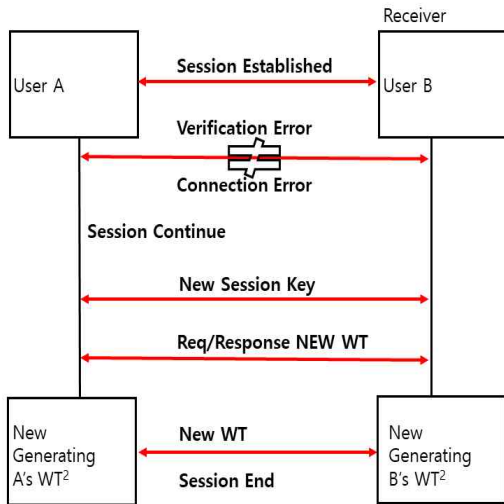 Receiver
User A
Session Established
User B
Verification Error
Connection Error
Session Continue
New Session Key
Req/Response NEW WT
New
Generating
A's WT²
New WT
Session End
New
Generating
B's WT²